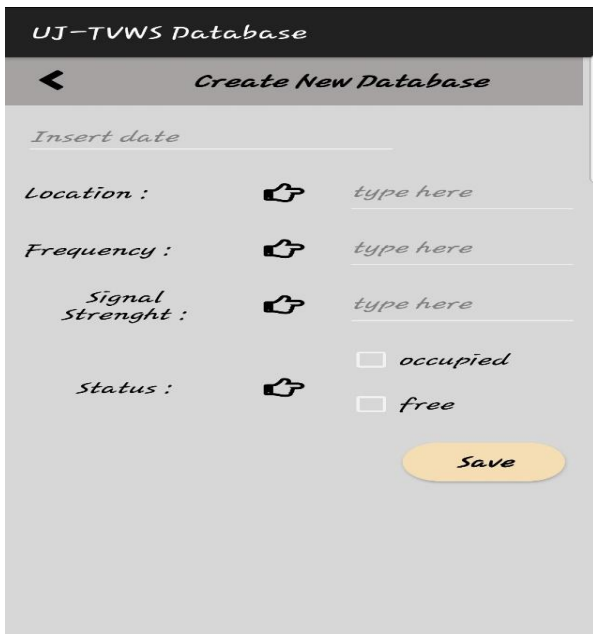 UJ-TVWS Database
Create New Database
Insert date
Location :
type here
Frequency :
type here
Signal
Strenght :
type here
Status :
occupied
free
Save